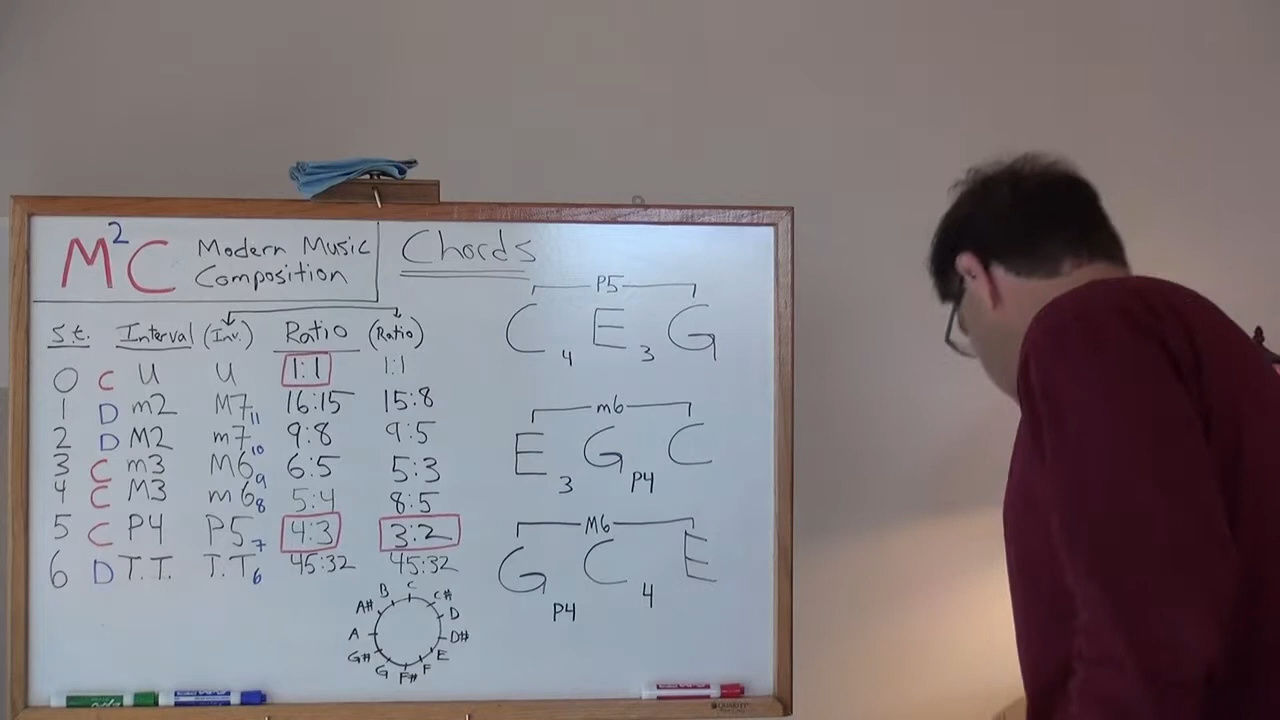 M²C Modern Music
Composition
Chords
s.t. Interval (Inv.) Ratio (Ratio)
0 C U U 1:1 1:1
1 D m2 M7 11 16:15 15:8
2 D M2 m7 10 9:8 9:5
3 C m3 M6 9 6:5 5:3
4 C M3 m6 8 5:4 8:5
5 C P4 P5 7 4:3 3:2
6 D T.T. T.T 6 45:32 45:32
P5
C 4 E 3 G
m6
E 3 G P4 C
M6
G P4 C 4 E
C
C#
D
D#
E
F
F#
G
G#
A
A#
B
QUARTET